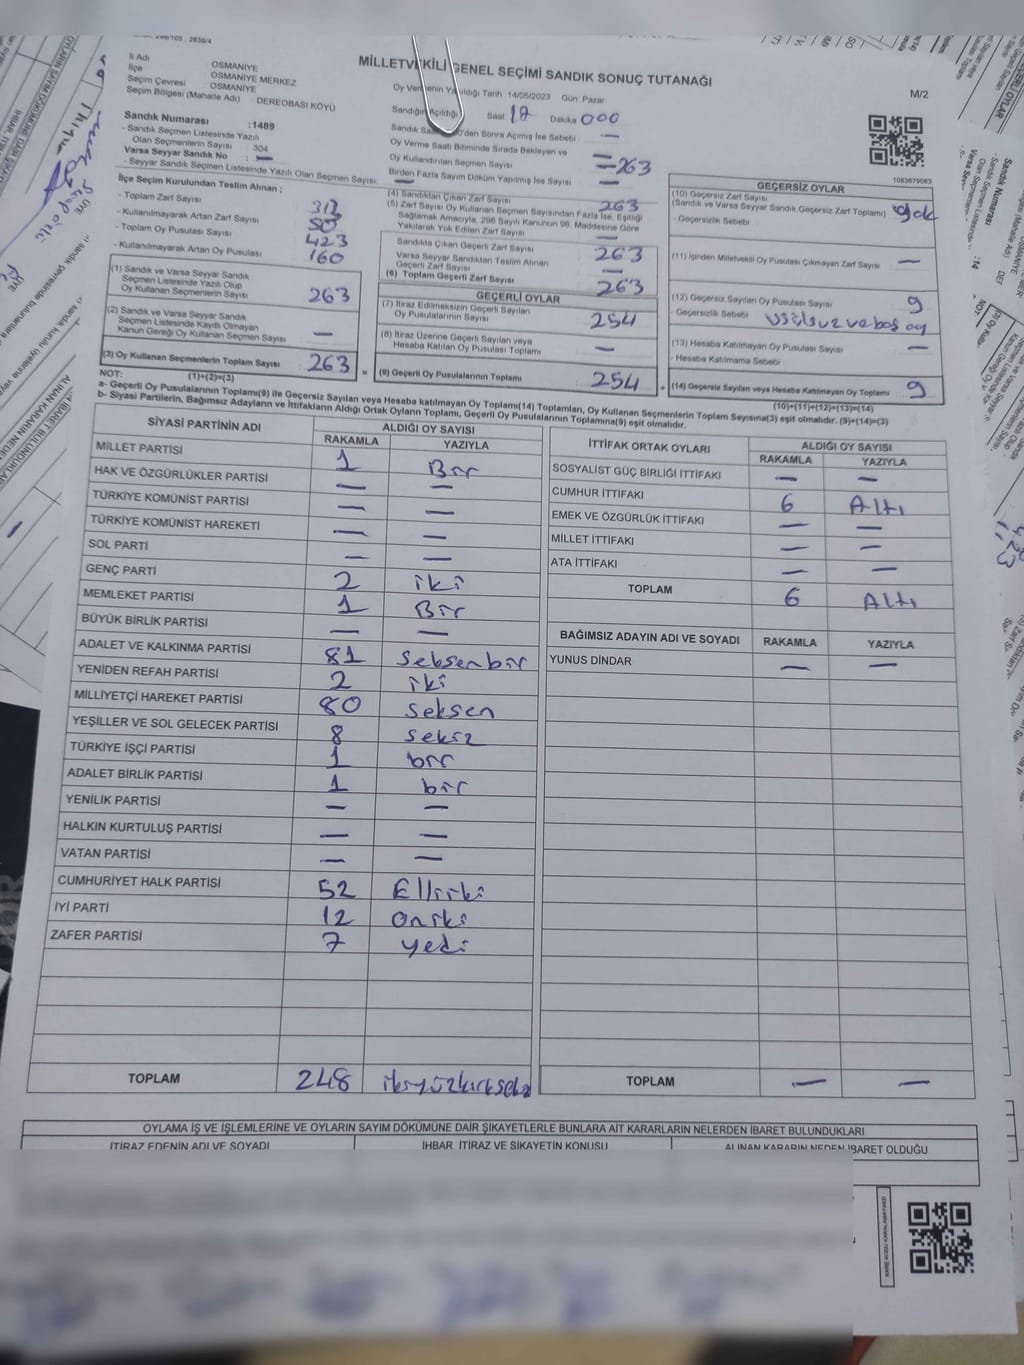 MİLLETVEKİLİ GENEL SEÇİMİ SANDIK SONUÇ TUTANAĞI
M/2
İl Adı : OSMANİYE
İlçe : OSMANİYE MERKEZ
Seçim Çevresi : OSMANİYE
Seçim Bölgesi (Mahalle Adı) DEREOBASI KÖYÜ
Oy Vermenin Yapıldığı Tarih :14/05/2023 Gün: Pazar
Sandığın Açıldığı Saat 17 Dakika 000
Sandık Numarası :1489
- Sandık Seçmen Listesinde Yazılı
Olan Seçmenlerin Sayısı : 304
Varsa Seyyar Sandık No : —
- Seyyar Sandık Seçmen Listesinde Yazılı Olan Seçmen Sayısı —
Sonra Açmış İse Sebebi —
Oy Verme Saati Bitiminde Sırada Bekleyen ve
Oy Kullandırılan Seçmen Sayısı 263
Birden Fazla Sayım Döküm Yapılmış İse Sayısı —
1083679083
İlçe Seçim Kurulundan Teslim Alınan ;
- Toplam Zarf Sayısı
- Kullanılmayarak Artan Zarf Sayısı 50
- Toplam Oy Pusulası Sayısı 423
- Kullanılmayarak Artan Oy Pusulası 160
(1) Sandık ve Varsa Seyyar Sandık
Seçmen Listesinde Yazılı Olup
Oy Kullanan Seçmenlerin Sayısı 263
(2) Sandık ve Varsa Seyyar Sandık
Seçmen Listesinde Kayıtlı Olmayan
Kanun Gereği Oy Kullanan Seçmenlerin Sayısı —
(3) Oy Kullanan Seçmenlerin Toplam Sayısı 263
(1)+(2)=(3)
(4) Sandıktan Çıkan Zarf Sayısı 263
(5) Zarf Sayısı Oy Kullanan Seçmen Sayısından Fazla İse, Eşitliği
Sağlamak Amacıyla, 298 Sayılı Kanunun 98. Maddesine Göre
Yakılarak Yok Edilen Zarf Sayısı —
Sandıkta Çıkan Geçerli Zarf Sayısı 263
Varsa Seyyar Sandıktan Teslim Alınan
Geçerli Zarf Sayısı —
(6) Toplam Geçerli Zarf Sayısı 263
GEÇERLİ OYLAR
(7) İtiraz Edilmeksizin Geçerli Sayılan
Oy Pusulalarının Sayısı 254
(8) İtiraz Üzerine Geçerli Sayılan veya
Hesaba Katılan Oy Pusulası Toplamı —
= (9) Geçerli Oy Pusulalarının Toplamı 254
GEÇERSİZ OYLAR
(10) Geçersiz Zarf Sayısı
(Sandık ve Varsa Seyyar Sandık Geçersiz Zarf Toplamı) yok
- Geçersizlik Sebebi
(11) İçinden Milletvekili Oy Pusulası Çıkmayan Zarf Sayısı —
(12) Geçersiz Sayılan Oy Pusulası Sayısı 9
- Geçersizlik Sebebi ve boş oy
(13) Hesaba Katılmayan Oy Pusulası Sayısı —
- Hesaba Katılmama Sebebi
+ (14) Geçersiz Sayılan veya Hesaba Katılmayan Oy Toplamı 9
(10)+(11)+(12)+(13)=(14)
NOT:
a- Geçerli Oy Pusulalarının Toplamı(9) ile Geçersiz Sayılan veya Hesaba katılmayan Oy Toplamı(14) Toplamları, Oy Kullanan Seçmenlerin Toplam Sayısına(3) eşit olmalıdır. (9)+(14)=(3)
b- Siyasi Partilerin, Bağımsız Adayların ve İttifakların Aldığı Ortak Oyların Toplamı, Geçerli Oy Pusulalarının Toplamına(9) eşit olmalıdır.
SİYASİ PARTİNİN ADI ALDIĞI OY SAYISI
RAKAMLA YAZIYLA
MİLLET PARTİSİ 1 Bir
HAK VE ÖZGÜRLÜKLER PARTİSİ — —
TÜRKİYE KOMÜNİST PARTİSİ — —
TÜRKİYE KOMÜNİST HAREKETİ — —
SOL PARTİ — —
GENÇ PARTİ 2 iki
MEMLEKET PARTİSİ 1 Bir
BÜYÜK BİRLİK PARTİSİ — —
ADALET VE KALKINMA PARTİSİ 81 Seksenbir
YENİDEN REFAH PARTİSİ 2 iki
MİLLİYETÇİ HAREKET PARTİSİ 80 Seksen
YEŞİLLER VE SOL GELECEK PARTİSİ 8 Sekiz
TÜRKİYE İŞÇİ PARTİSİ 1 bir
ADALET BİRLİK PARTİSİ 1 bir
YENİLİK PARTİSİ — —
HALKIN KURTULUŞ PARTİSİ — —
VATAN PARTİSİ — —
CUMHURİYET HALK PARTİSİ 52 Elliiki
İYİ PARTİ 12 Oniki
ZAFER PARTİSİ 7 yedi
TOPLAM 248 ikiyüzkırksekiz
İTTİFAK ORTAK OYLARI ALDIĞI OY SAYISI
RAKAMLA YAZIYLA
SOSYALİST GÜÇ BİRLİĞİ İTTİFAKI — —
CUMHUR İTTİFAKI 6 Altı
EMEK VE ÖZGÜRLÜK İTTİFAKI — —
MİLLET İTTİFAKI — —
ATA İTTİFAKI — —
TOPLAM 6 Altı
BAĞIMSIZ ADAYIN ADI VE SOYADI RAKAMLA YAZIYLA
YUNUS DİNDAR — —
TOPLAM — —
OYLAMA İŞ VE İŞLEMLERİNE VE OYLARIN SAYIM DÖKÜMÜNE DAİR ŞİKAYETLERLE BUNLARA AİT KARARLARIN NELERDEN İBARET BULUNDUKLARI
İTİRAZ EDENİN ADI VE SOYADI İHBAR, İTİRAZ VE ŞİKAYETİN KONUSU ALINAN KARARIN NEDEN İBARET OLDUĞU
KARE KODU KARALAMAYINIZ!